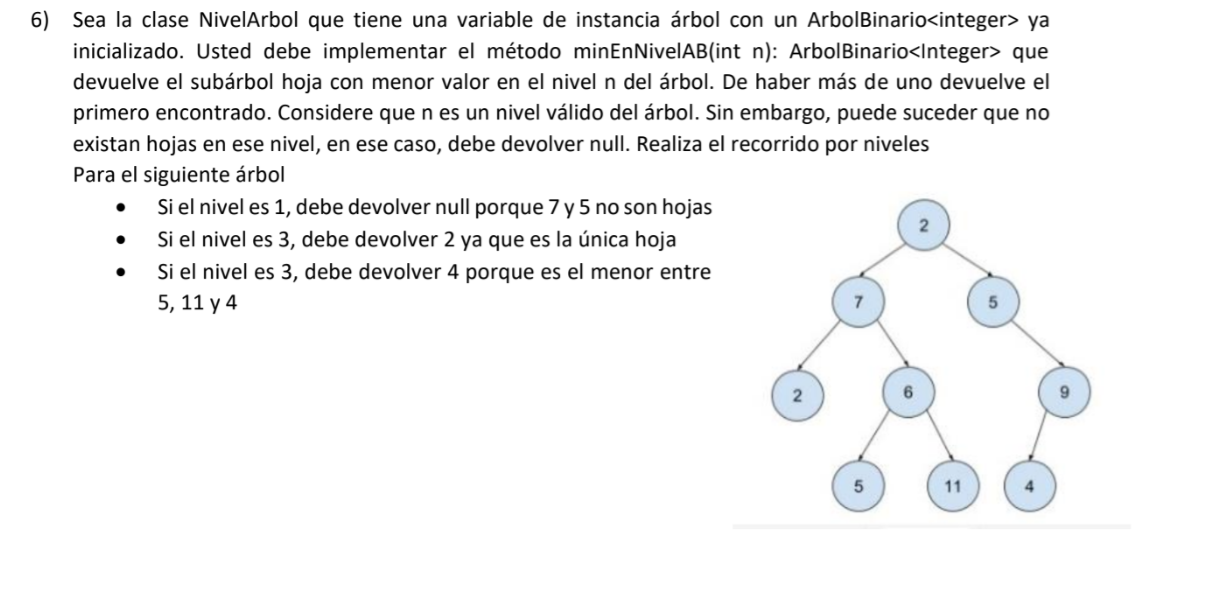 6) Sea la clase NivelArbol que tiene una variable de instancia árbol con un ArbolBinario<integer> ya
inicializado. Usted debe implementar el método minEnNivelAB(int n): ArbolBinario<Integer> que
devuelve el subárbol hoja con menor valor en el nivel n del árbol. De haber más de uno devuelve el
primero encontrado. Considere que n es un nivel válido del árbol. Sin embargo, puede suceder que no
existan hojas en ese nivel, en ese caso, debe devolver null. Realiza el recorrido por niveles
Para el siguiente árbol
• Si el nivel es 1, debe devolver null porque 7 y 5 no son hojas
• Si el nivel es 3, debe devolver 2 ya que es la única hoja
• Si el nivel es 3, debe devolver 4 porque es el menor entre
5, 11 y 4
2
7 5
2 6 9
5 11 4